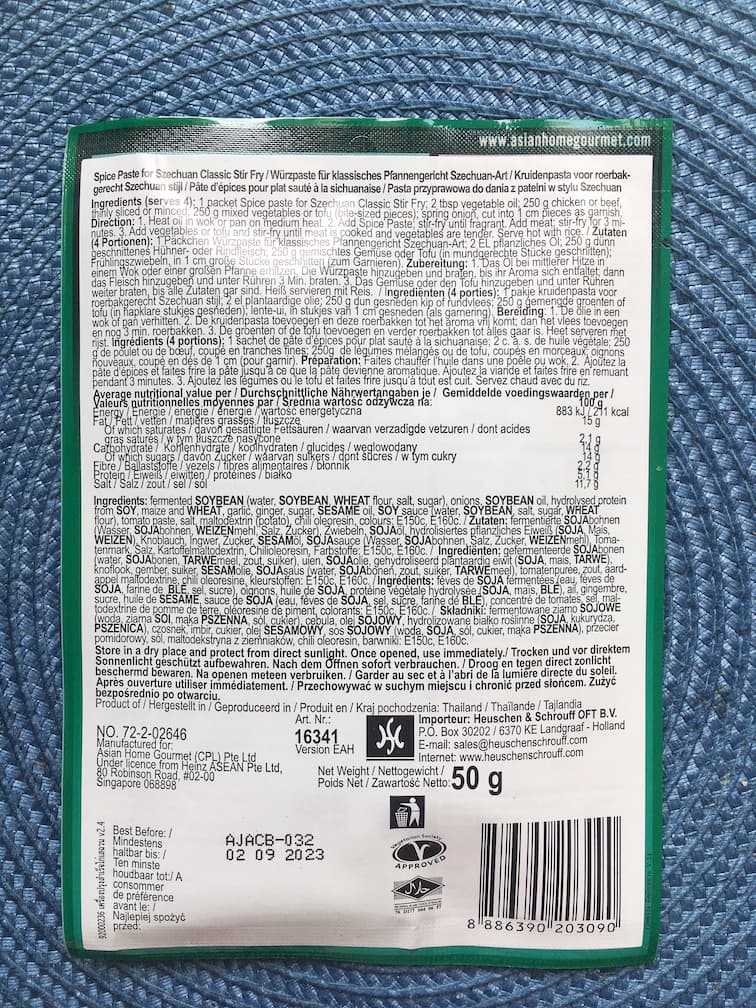 www.asianhomegourmet.com
Spice Paste for Szechuan Classic Stir Fry / Würzpaste für klassisches Pfannengericht Szechuan-Art / Kruidenpasta voor roerbak-
gerecht Szechuan stijl / Pâte d'épices pour plat sauté à la sichuanaise / Pasta przyprawowa do dania z patelni w stylu Szechuan
Ingredients (serves 4): 1 packet Spice paste for Szechuan Classic Stir Fry; 2 tbsp vegetable oil; 250 g chicken or beef,
thinly sliced or minced, 250 g mixed vegetables or tofu (bite-sized pieces); spring onion, cut into 1 cm pieces as garnish,
Direction: 1. Heat oil in wok or pan on medium heat. 2. Add Spice Paste; stir-fry until fragrant. Add meat; stir-fry for 3 mi-
nutes. 3. Add vegetables or tofu and stir-fry until meat is cooked and vegetables are tender. Serve hot with rice. / Zutaten
(4 Portionen): 1 Päckchen Würzpaste für klassisches Pfannengericht Szechuan-Art; 2 EL pflanzliches Öl; 250 g dünn
geschnittenes Hühner- oder Rindfleisch, 250 g gemischtes Gemüse oder Tofu (in mundgerechte Stücke geschnitten);
Frühlingszwiebeln, in 1 cm große Stücke geschnitten (zum Garnieren). Zubereitung: 1. Das Öl bei mittlerer Hitze in
einem Wok oder einer großen Pfanne erhitzen. Die Würzpaste hinzugeben und braten, bis ihr Aroma sich entfaltet; dann
das Fleisch hinzugeben und unter Rühren 3 Min. braten. 3. Das Gemüse oder den Tofu hinzugeben und unter Rühren
weiter braten, bis alle Zutaten gar sind. Heiß servieren mit Reis. / Ingrediënten (4 porties): 1 pakje kruidenpasta voor
roerbakgerecht Szechuan stijl; 2 el plantaardige olie; 250 g dun gesneden kip of rundvlees; 250 g gemengde groenten of
tofu (in hapklare stukjes gesneden); lente-ui, in stukjes van 1 cm gesneden (als garnering). Bereiding: 1. De olie in een
wok of pan verhitten. 2. De kruidenpasta toevoegen en deze roerbakken tot het aroma vrij komt; dan het vlees toevoegen
en nog 3 min. roerbakken. 3. De groenten of de tofu toevoegen en verder roerbakken tot alles gaar is. Heet serveren met
rijst. Ingrédients (4 portions): 1 sachet de pâte d'épices pour plat sauté à la sichuanaise; 2 c. à. s. de huile végétale; 250
g de poulet ou de bœuf, coupé en tranches fines; 250g de légumes mélangés ou de tofu, coupés en morceaux; oignons
nouveaux, coupé en dés de 1 cm (pour garnir). Préparation: Faites chauffer l'huile dans une poêle ou wok. 2. Ajoutez la
pâte d'épices et faites frire la pâte jusqu'à ce que la pâte devienne aromatique. Ajoutez la viande et faites frire en remuant
pendant 3 minutes. 3. Ajoutez les légumes ou le tofu et faites frire jusqu'à tout est cuit. Servez chaud avec du riz.
Average nutritional value per / Durchschnittliche Nährwertangaben je / Gemiddelde voedingswaarden per /
Valeurs nutritionnelles moyennes par / Średnia wartość odżywcza na: 100 g
Energy / Energie / energie / énergie / wartość energetyczna 883 kJ / 211 kcal
Fat / Fett / vetten / matières grasses / tłuszcze 15 g
Of which saturates / davon gesättigte Fettsäuren / waarvan verzadigde vetzuren / dont acides
gras saturés / w tym tłuszcze nasycone 2,1 g
Carbohydrate / Kohlenhydrate / koolhydraten / glucides / węglowodany 14 g
Of which sugars / davon Zucker / waarvan suikers / dont sucres / w tym cukry 14 g
Fibre / Ballaststoffe / vezels / fibres alimentaires / błonnik 2,2 g
Protein / Eiweiß / eiwitten / protéines / białko 5,1 g
Salt / Salz / zout / sel / sól 11,7 g
Ingredients: fermented SOYBEAN (water, SOYBEAN, WHEAT flour, salt, sugar), onions, SOYBEAN oil, hydrolysed protein
from SOY, maize and WHEAT, garlic, ginger, sugar, SESAME oil, SOY sauce (water, SOYBEAN, salt, sugar, WHEAT
flour), tomato paste, salt, maltodextrin (potato), chili oleoresin, colours: E150c, E160c. / Zutaten: fermentierte SOJAbohnen
(Wasser, SOJAbohnen, WEIZENmehl, Salz, Zucker), Zwiebeln, SOJAöl, hydrolysiertes pflanzliches Eiweiß (SOJA, Mais,
WEIZEN), Knoblauch, Ingwer, Zucker, SESAMöl, SOJAsauce (Wasser, SOJAbohnen, Salz, Zucker, WEIZENmehl), Toma-
tenmark, Salz, Kartoffelmaltodextrin, Chilioleoresin, Farbstoffe: E150c, E160c. / Ingrediënten: gefermenteerde SOJAbonen
(water, SOJAbonen, TARWEmeel, zout, suiker), uien, SOJAolie, gehydroliseerd plantaardig eiwit (SOJA, mais, TARWE),
knoflook, gember, suiker, SESAMolie, SOJAsaus (water, SOJAbonen, zout, suiker, TARWEmeel), tomatenpuree, zout, aard-
appel maltodextrine, chili oleoresine, kleurstoffen: E150c, E160c. / Ingrédients: fèves de SOJA fermentées (eau, fèves de
SOJA, farine de BLÉ, sel, sucre), oignons, huile de SOJA, protéine végétale hydrolysée (SOJA, maïs, BLÉ), ail, gingembre,
sucre, huile de SÉSAME, sauce de SOJA (eau, fèves de SOJA, sel, sucre, farine de BLÉ), concentré de tomates, sel, mal-
todextrine de pomme de terre, oléorésine de piment, colorants: E150c, E160c. / Składniki: fermentowane ziarno SOJOWE
(woda, ziarna SOI, mąka PSZENNA, sól, cukier), cebula, olej SOJOWY, hydrolizowane białko roślinne (SOJA, kukurydza,
PSZENICA), czosnek, imbir, cukier, olej SESAMOWY, sos SOJOWY (woda, SOJA, sól, cukier, mąka PSZENNA), przecier
pomidorowy, sól, maltodekstryna z ziemniaków, chili oleoresin, barwniki: E150c, E160c.
Store in a dry place and protect from direct sunlight. Once opened, use immediately./ Trocken und vor direktem
Sonnenlicht geschützt aufbewahren. Nach dem Öffnen sofort verbrauchen. / Droog en tegen direct zonlicht
beschermd bewaren. Na openen meteen verbruiken. / Garder au sec et à l'abri de la lumière directe du soleil.
Après ouverture utiliser immédiatement. / Przechowywać w suchym miejscu i chronić przed słońcem. Zużyć
bezpośrednio po otwarciu.
Product of / Hergestellt in / Geproduceerd in / Produit en / Kraj pochodzenia: Thailand / Thaïlande / Tajlandia
NO. 72-2-02646
Manufactured for:
Asian Home Gourmet (CPL) Pte Ltd
Under licence from Heinz ASEAN Pte Ltd,
80 Robinson Road, #02-00
Singapore 068898
Art. Nr.:
16341
Version EAH
Importeur: Heuschen & Schrouff OFT B.V.
P.O. Box 30202 / 6370 KE Landgraaf - Holland
E-mail: sales@heuschenschrouff.com
Internet: www.heuschenschrouff.com
Net Weight / Nettogewicht /
Poids Net / Zawartość Netto: 50 g
Best Before: /
Mindestens
haltbar bis: /
Ten minste
houdbaar tot:/ A
consommer
de préférence
avant le: /
Najlepiej spożyć
przed:
AJACB-032
02 09 2023
Vegetarian Society
APPROVED
8 886390 203090